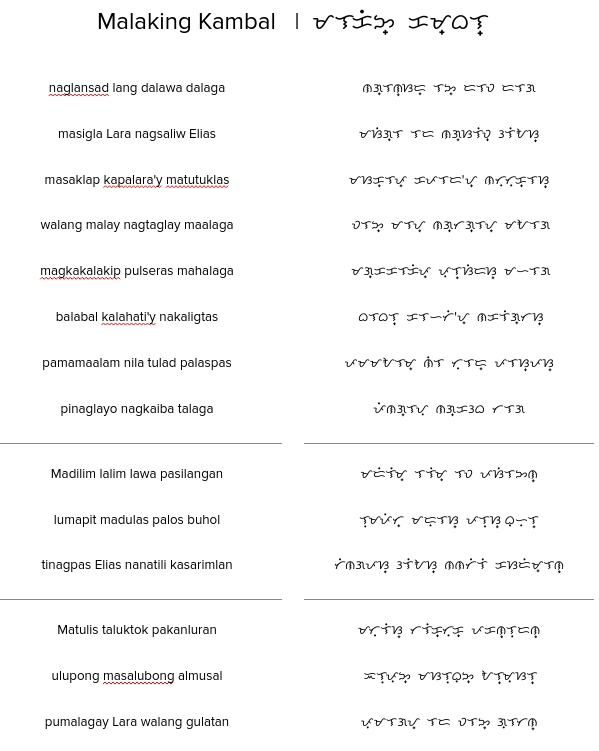 Malaking Kambal | ᜋᜎᜃᜒᜅ᜔ ᜃᜋ᜔ᜊᜎ᜔
naglansad lang dalawa dalaga ᜈᜄ᜔ᜎᜈ᜔ᜐᜇ᜔ ᜎᜅ᜔ ᜇᜎᜏ ᜇᜎᜄ
masigla Lara nagsaliw Elias ᜋᜐᜒᜄ᜔ᜎ ᜎᜇ ᜈᜄ᜔ᜐᜎᜒᜏ᜔ ᜁᜎᜒᜀᜐ᜔
masaklap kapalara'y matutuklas ᜋᜐᜃ᜔ᜎᜉ᜔ ᜃᜉᜎᜇ'ᜌ᜔ ᜈ᜔ᜆᜓᜆᜓᜃ᜔ᜎᜐ᜔
walang malay nagtaglay maalaga ᜏᜎᜅ᜔ ᜋᜎᜌ᜔ ᜈᜄ᜔ᜆᜄ᜔ᜎᜌ᜔ ᜋᜀᜎᜄ
magkakalakip pulseras mahalaga ᜋᜄ᜔ᜃᜃᜎᜃᜒᜉ᜔ ᜉᜓᜎ᜔ᜐᜒᜇᜐ᜔ ᜋᜑᜎᜄ
balabal kalahati'y nakaligtas ᜊᜎᜊᜎ᜔ ᜃᜎᜑᜆᜒ'ᜌ᜔ ᜈᜃᜎᜒᜄ᜔ᜆᜐ᜔
pamamaalam nila tulad palaspas ᜉᜋᜋᜀᜎᜋ᜔ ᜈᜒᜎ ᜆᜓᜎᜇ᜔ ᜉᜎᜐ᜔ᜉᜐ᜔
pinaglayo nagkaiba talaga ᜉᜒᜈᜄ᜔ᜎᜌᜓ ᜈᜄ᜔ᜃᜁᜊ ᜆᜎᜄ
Madilim lalim lawa pasilangan ᜋᜇᜒᜎᜒᜋ᜔ ᜎᜎᜒᜋ᜔ ᜎᜏ ᜉᜐᜒᜎᜅᜈ᜔
lumapit madulas palos buhol ᜎᜓᜋᜉᜒᜆ᜔ ᜋᜇᜓᜎᜐ᜔ ᜉᜎᜓᜐ᜔ ᜊᜓᜑᜓᜎ᜔
tinagpas Elias nanatili kasarimlan ᜆᜒᜈᜄ᜔ᜉᜐ᜔ ᜁᜎᜒᜀᜐ᜔ ᜈᜈᜆᜒᜎᜒ ᜃᜐᜇᜒᜋ᜔ᜎᜈ᜔
Matulis taluktok pakanluran ᜋᜆᜓᜎᜒᜐ᜔ ᜆᜎᜓᜃ᜔ᜆᜓᜃ᜔ ᜉᜃᜈ᜔ᜎᜓᜇᜈ᜔
ulupong masalubong almusal ᜂᜎᜓᜉᜓᜅ᜔ ᜋᜐᜎᜓᜊᜓᜅ᜔ ᜀᜎ᜔ᜋᜓᜐᜎ᜔
pumalagay Lara walang gulatan ᜉᜓᜋᜎᜄᜌ᜔ ᜎᜇ ᜏᜎᜅ᜔ ᜄᜓᜎᜆᜈ᜔